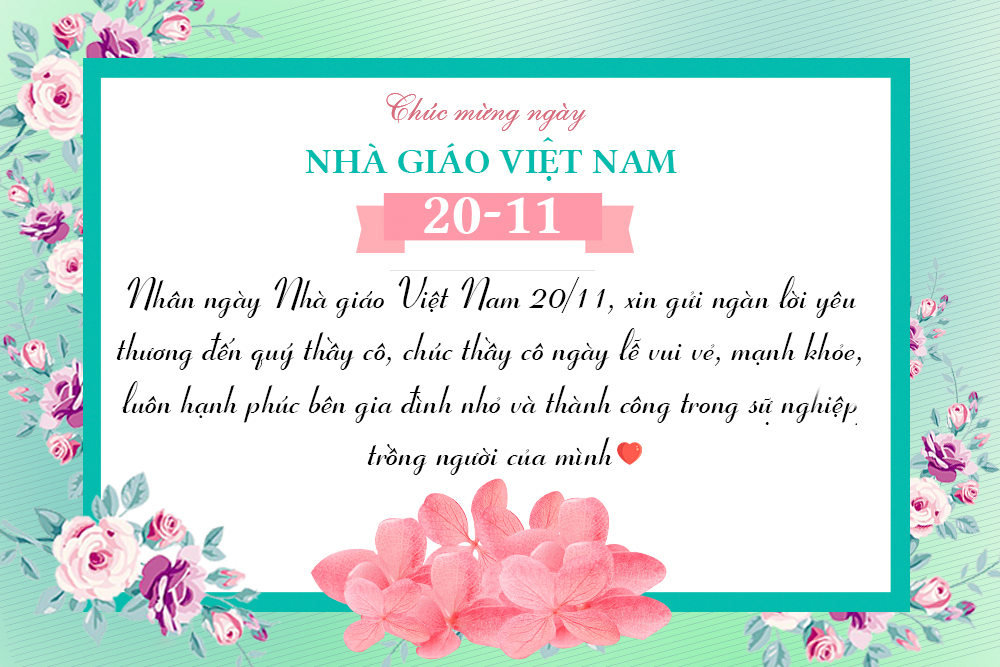 Chúc mừng ngày
NHÀ GIÁO VIỆT NAM
20-11
Nhân ngày Nhà giáo Việt Nam 20/11, xin gửi ngàn lời yêu
thương đến quý thầy cô, chúc thầy cô ngày lễ vui vẻ, mạnh khỏe,
luôn hạnh phúc bên gia đình nhỏ và thành công trong sự nghiệp
trồng người của mình❤